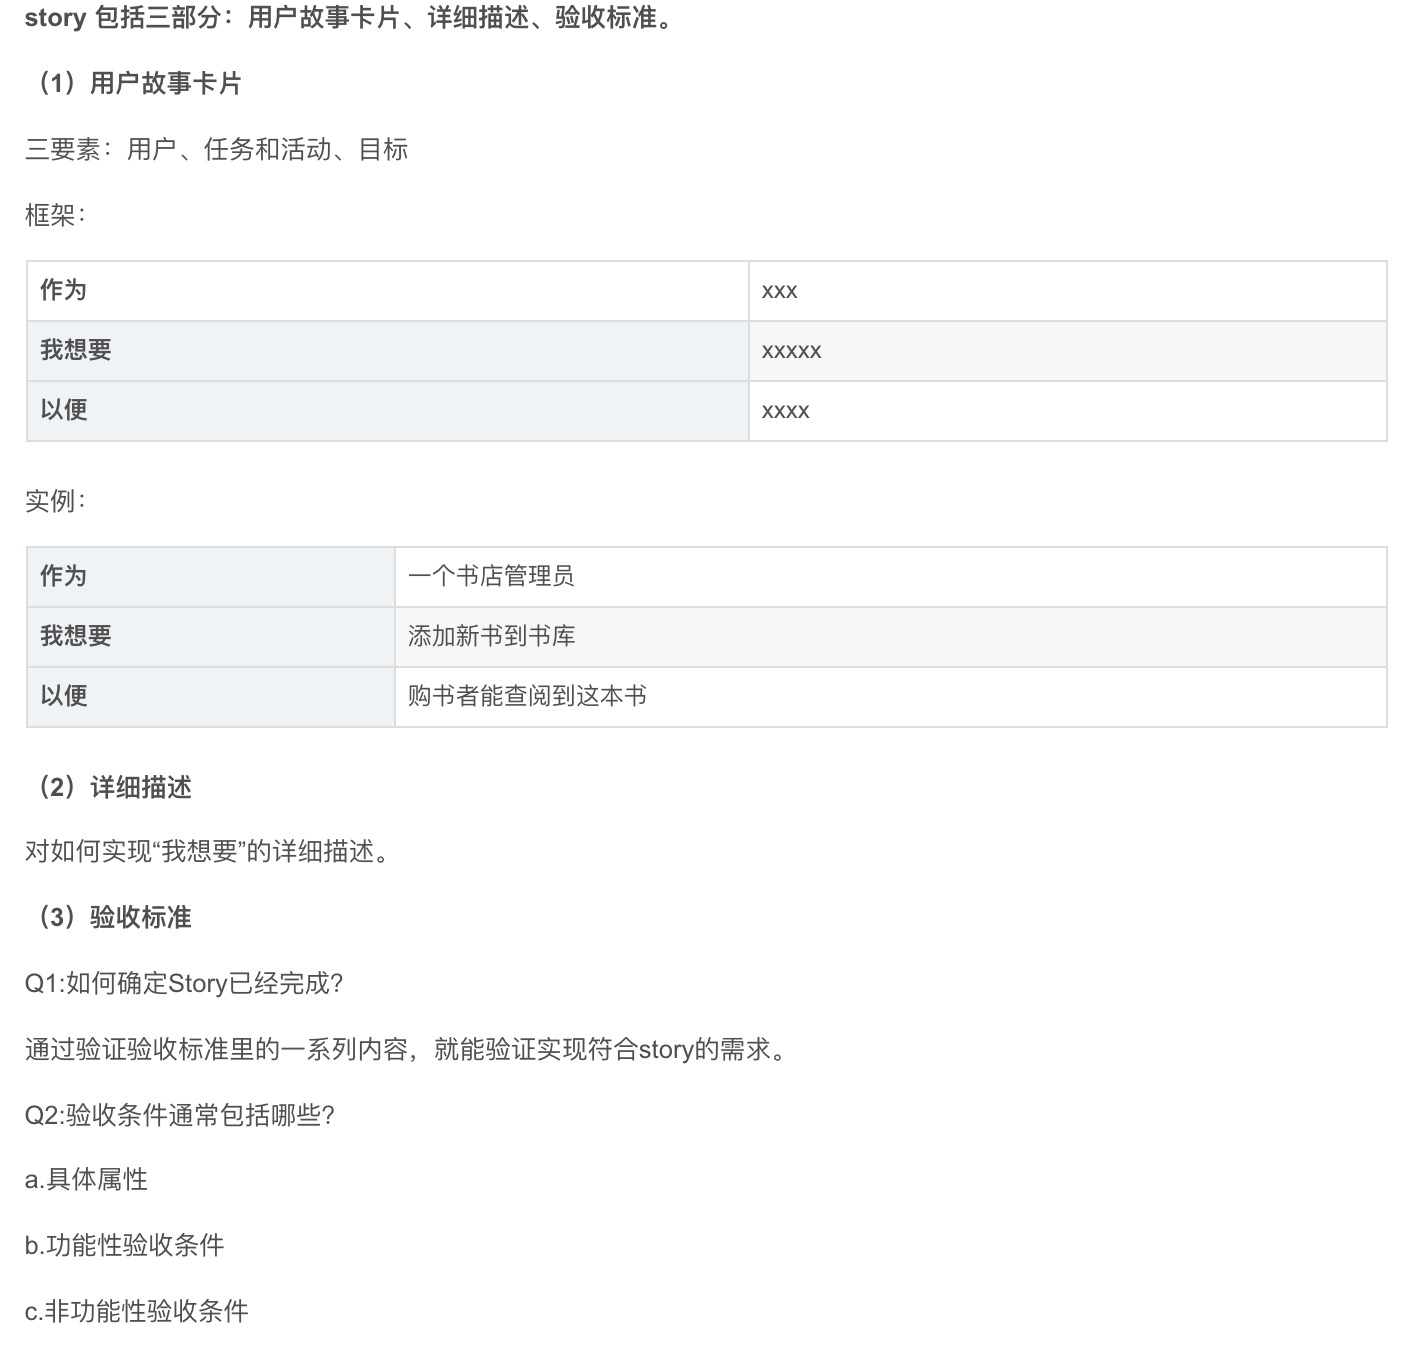 story 包括三部分：用户故事卡片、详细描述、验收标准。
（1）用户故事卡片
三要素：用户、任务和活动、目标
框架：
作为 xxx
我想要 xxxxx
以便 xxxx
实例：
作为 一个书店管理员
我想要 添加新书到书库
以便 购书者能查阅到这本书
（2）详细描述
对如何实现“我想要”的详细描述。
（3）验收标准
Q1:如何确定Story已经完成?
通过验证验收标准里的一系列内容，就能验证实现符合story的需求。
Q2:验收条件通常包括哪些?
a.具体属性
b.功能性验收条件
c.非功能性验收条件